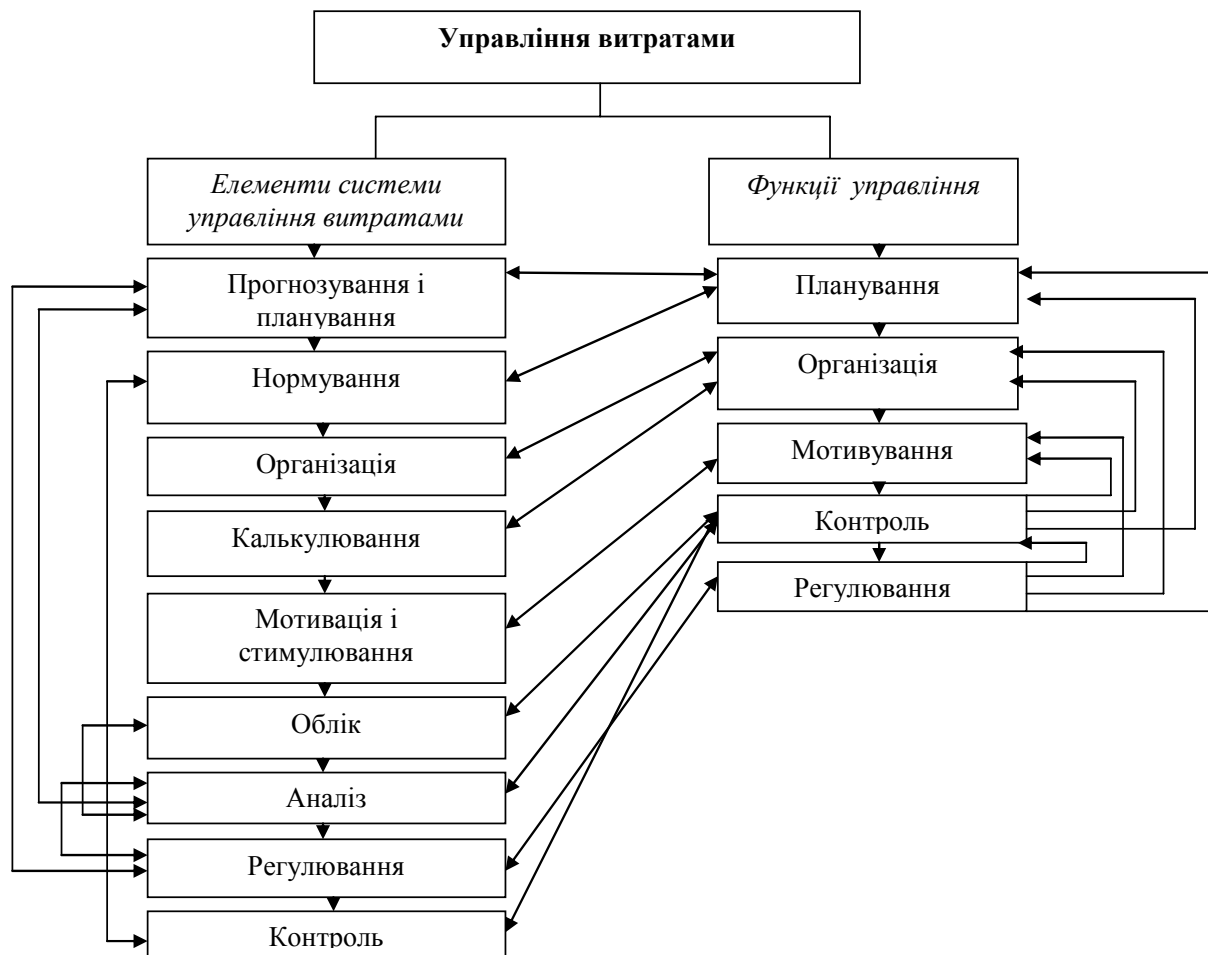 Управління витратами
Елементи системи
управління витратами
Функції управління
Прогнозування і
планування
Нормування
Організація
Калькулювання
Мотивація і
стимулювання
Облік
Аналіз
Регулювання
Контроль
Планування
Організація
Мотивування
Контроль
Регулювання